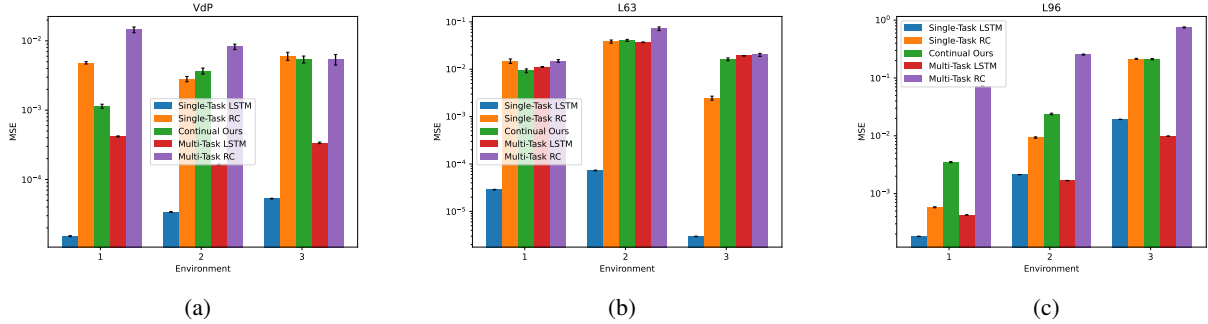 VdP
MSE
10⁻²
10⁻³
10⁻⁴
Single-Task LSTM
Single-Task RC
Continual Ours
Multi-Task LSTM
Multi-Task RC
1
2
3
Environment
(a)
L63
MSE
10⁻¹
10⁻²
10⁻³
10⁻⁴
10⁻⁵
Single-Task LSTM
Single-Task RC
Continual Ours
Multi-Task LSTM
Multi-Task RC
1
2
3
Environment
(b)
L96
MSE
10⁰
10⁻¹
10⁻²
10⁻³
Single-Task LSTM
Single-Task RC
Continual Ours
Multi-Task LSTM
Multi-Task RC
1
2
3
Environment
(c)